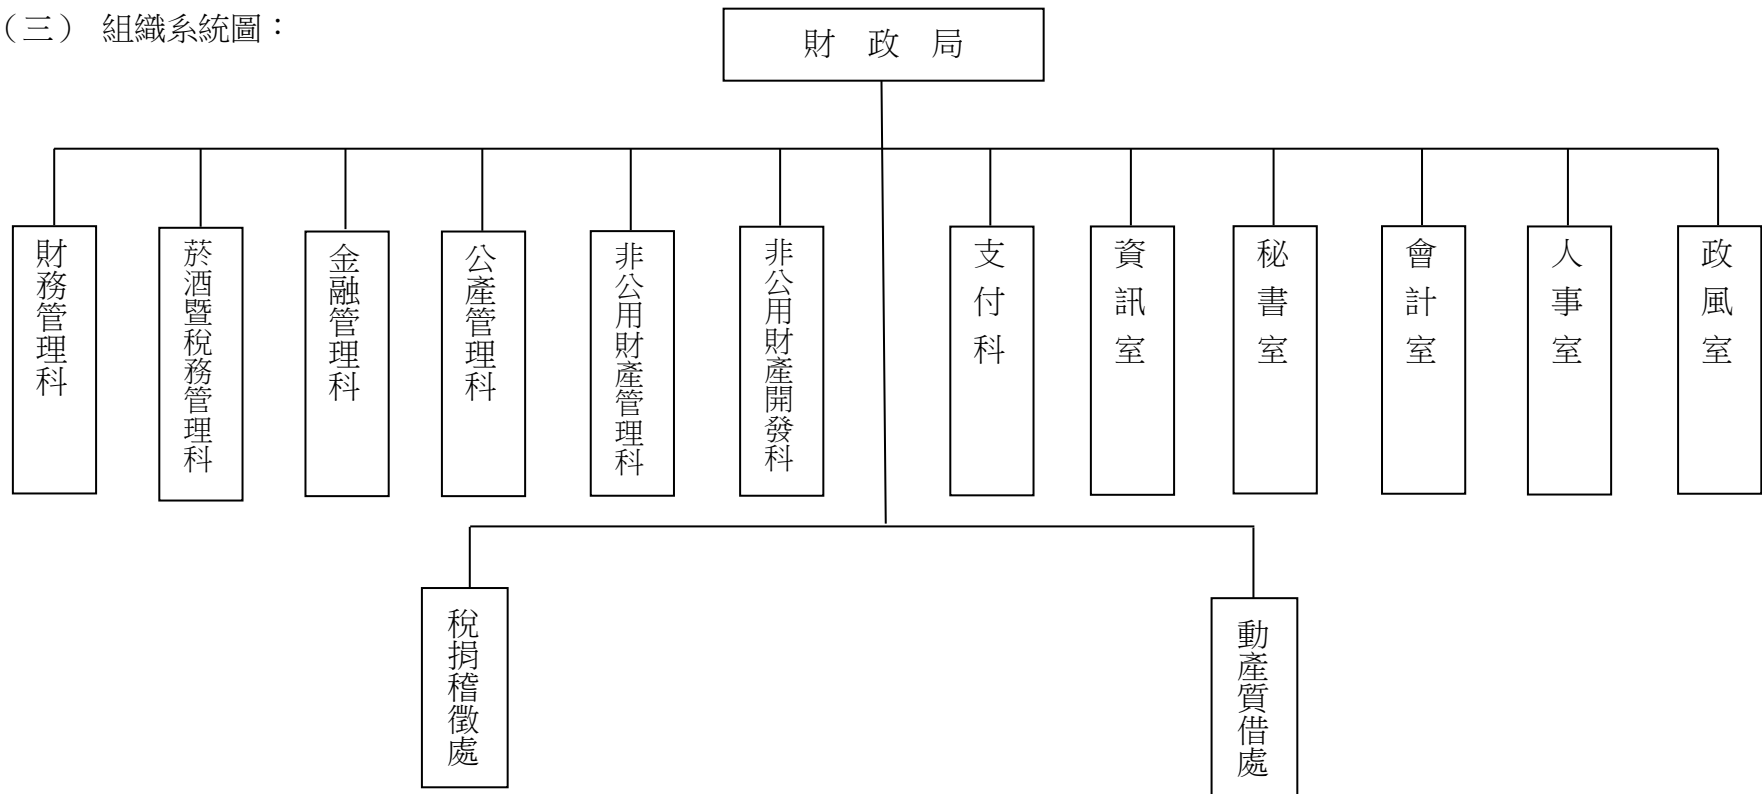 （三） 組織系統圖：
財 政 局
財務管理科
菸酒暨稅務管理科
金融管理科
公產管理科
非公用財產管理科
非公用財產開發科
支付科
資訊室
秘書室
會計室
人事室
政風室
稅捐稽徵處
動產質借處